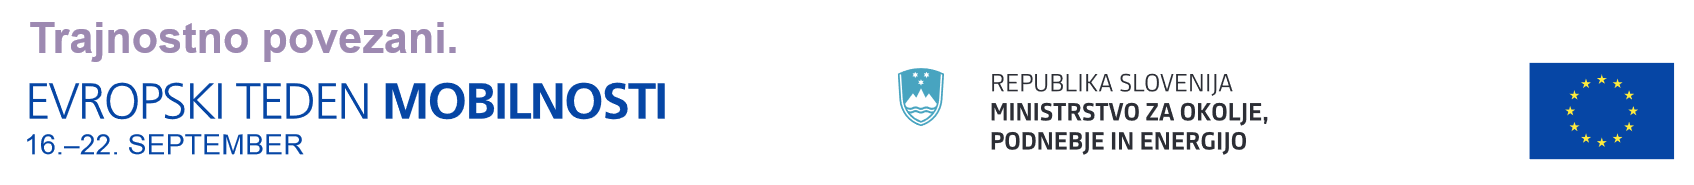 Trajnostno povezani.
EVROPSKI TEDEN MOBILNOSTI
16.–22. SEPTEMBER
REPUBLIKA SLOVENIJA
MINISTRSTVO ZA OKOLJE,
PODNEBJE IN ENERGIJO